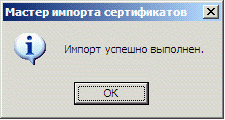 Мастер импорта сертификатов
Импорт успешно выполнен.
OK